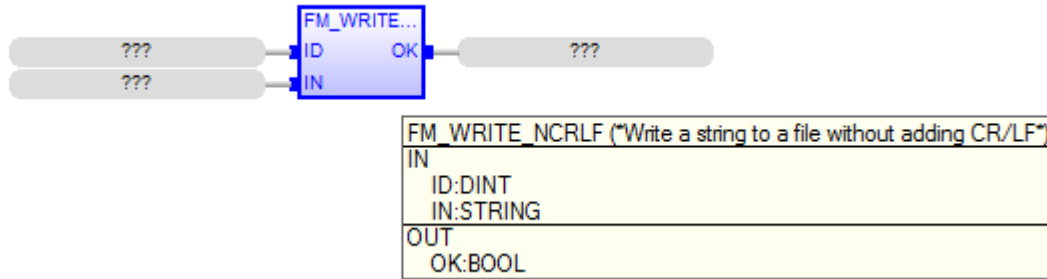 FM_WRITE...
??? ID OK ???
??? IN
FM_WRITE_NCRLF (*Write a string to a file without adding CR/LF*)
IN
ID:DINT
IN:STRING
OUT
OK:BOOL